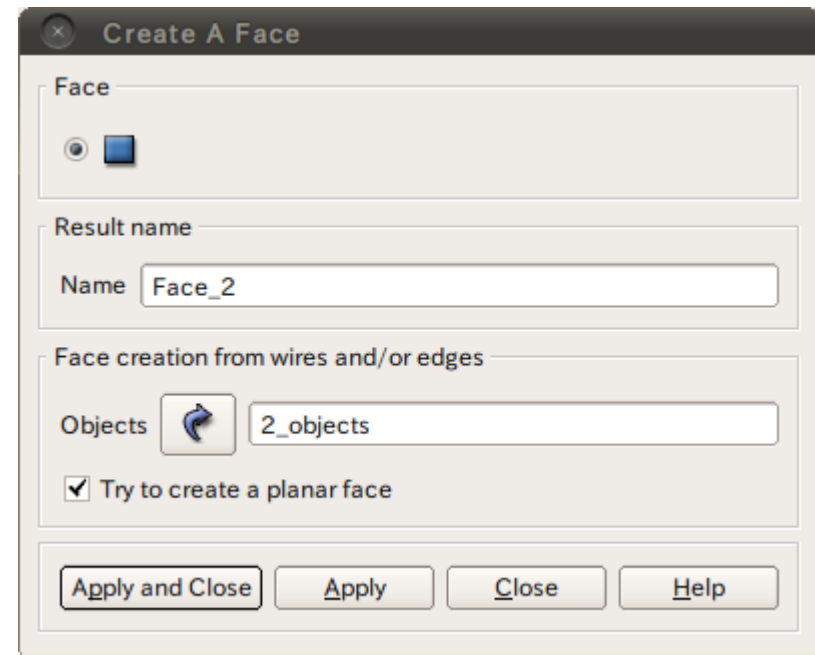 Create A Face
Face
Result name
Name Face_2
Face creation from wires and/or edges
Objects 2_objects
Try to create a planar face
Apply and Close Apply Close Help